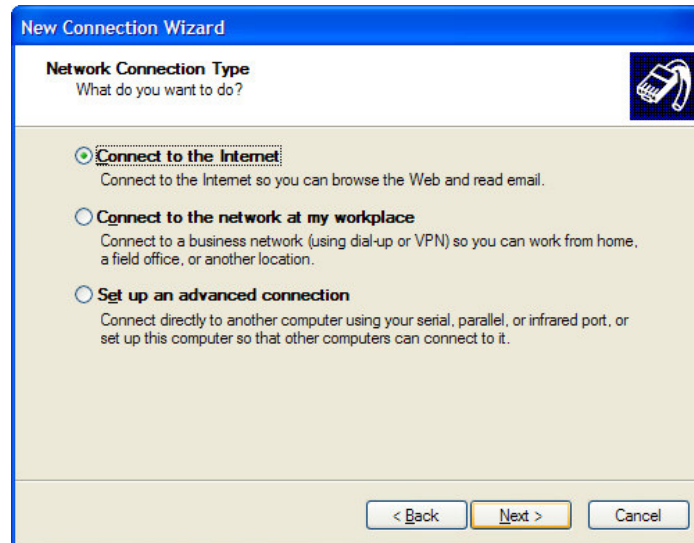 New Connection Wizard
Network Connection Type
What do you want to do?
Connect to the Internet
Connect to the Internet so you can browse the Web and read email.
Connect to the network at my workplace
Connect to a business network (using dial-up or VPN) so you can work from home,
a field office, or another location.
Set up an advanced connection
Connect directly to another computer using your serial, parallel, or infrared port, or
set up this computer so that other computers can connect to it.
< Back Next > Cancel